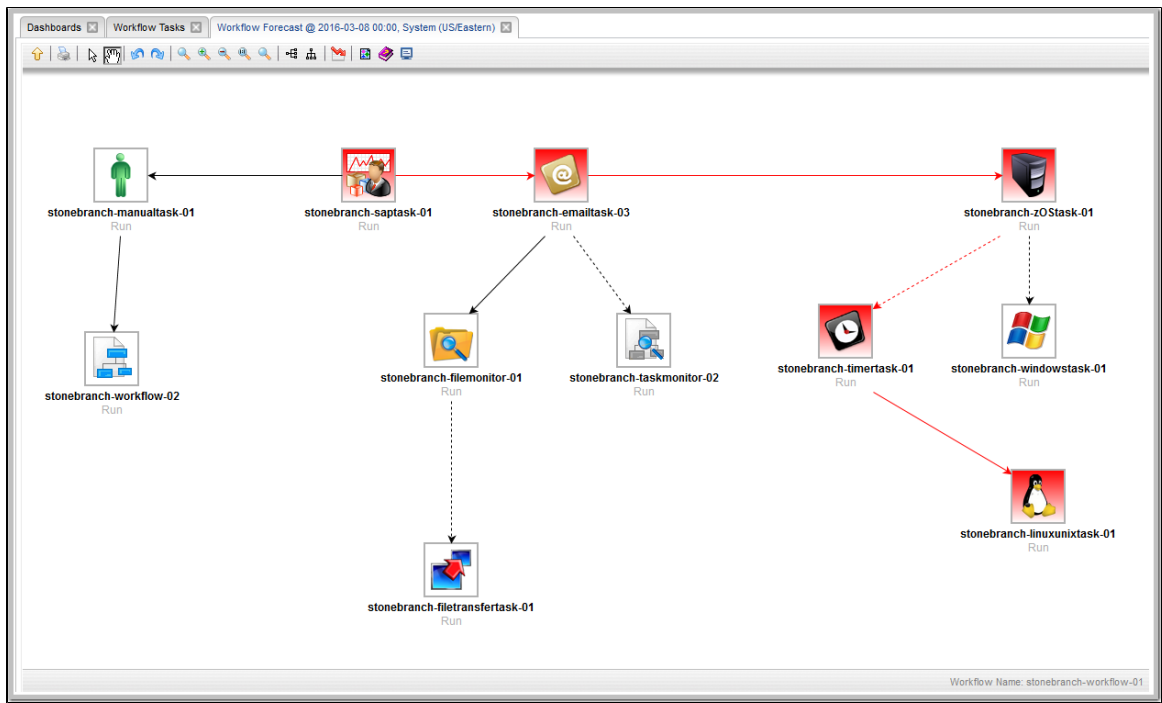 Dashboards
Workflow Tasks
Workflow Forecast @ 2016-03-08 00:00, System (US/Eastern)
stonebranch-manualtask-01
Run
stonebranch-saptask-01
Run
stonebranch-emailtask-03
Run
stonebranch-zOStask-01
Run
stonebranch-workflow-02
Run
stonebranch-filemonitor-01
Run
stonebranch-taskmonitor-02
Run
stonebranch-timertask-01
Run
stonebranch-windowstask-01
Run
stonebranch-linuxunixtask-01
Run
stonebranch-filetransfertask-01
Run
Workflow Name: stonebranch-workflow-01